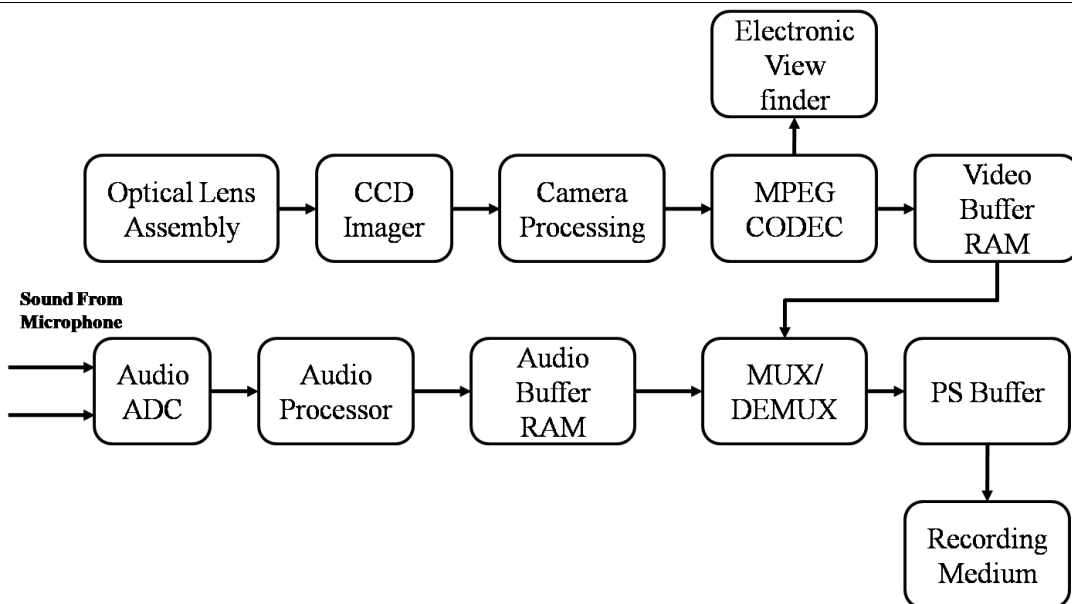 Electronic
View
finder
Optical Lens
Assembly
CCD
Imager
Camera
Processing
MPEG
CODEC
Video
Buffer
RAM
Sound From
Microphone
Audio
ADC
Audio
Processor
Audio
Buffer
RAM
MUX/
DEMUX
PS Buffer
Recording
Medium